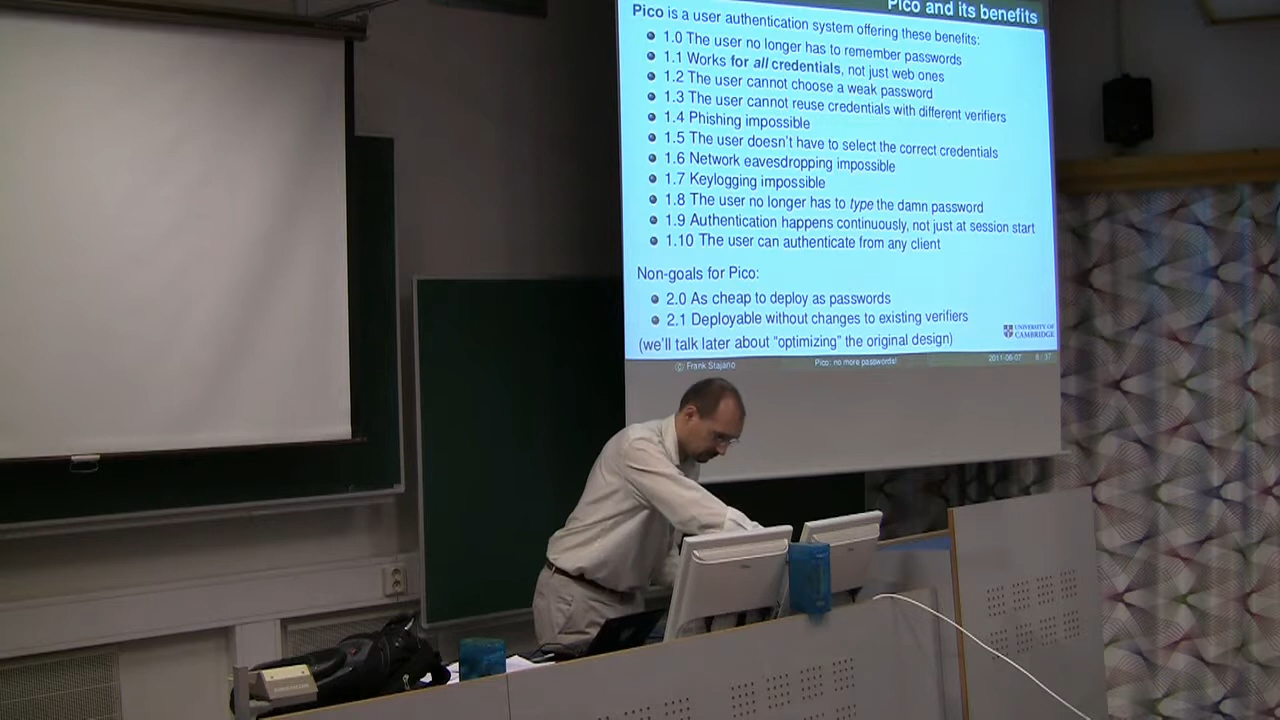 Pico and its benefits
Pico is a user authentication system offering these benefits:
1.0 The user no longer has to remember passwords
1.1 Works for all credentials, not just web ones
1.2 The user cannot choose a weak password
1.3 The user cannot reuse credentials with different verifiers
1.4 Phishing impossible
1.5 The user doesn't have to select the correct credentials
1.6 Network eavesdropping impossible
1.7 Keylogging impossible
1.8 The user no longer has to type the damn password
1.9 Authentication happens continuously, not just at session start
1.10 The user can authenticate from any client
Non-goals for Pico:
2.0 As cheap to deploy as passwords
2.1 Deployable without changes to existing verifiers
(we'll talk later about "optimizing" the original design)
UNIVERSITY OF
CAMBRIDGE
© Frank Stajano Pico: no more passwords! 2011-06-07 6 / 37